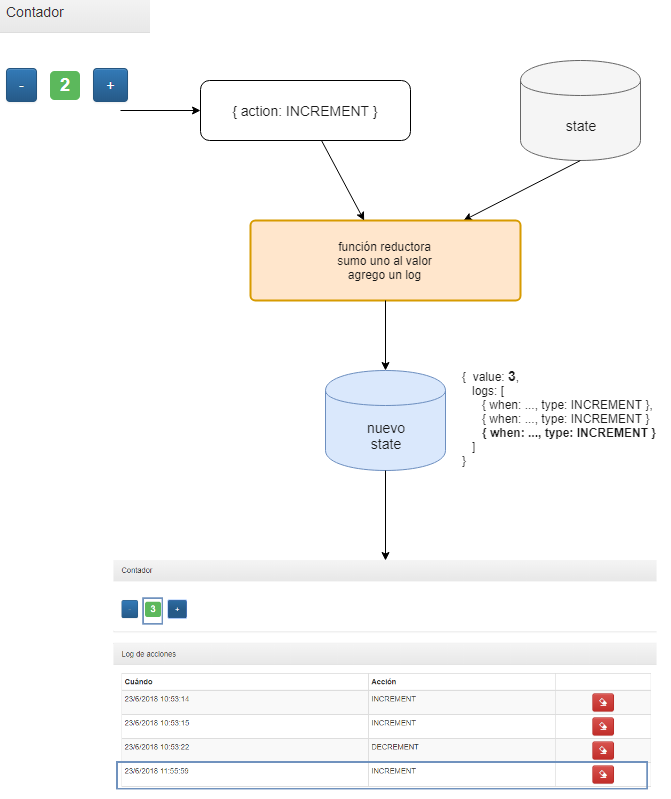 Contador
- 2 +
{ action: INCREMENT }
state
función reductora
sumo uno al valor
agrego un log
nuevo
state
{ value: 3,
logs: [
{ when: ..., type: INCREMENT },
{ when: ..., type: INCREMENT }
{ when: ..., type: INCREMENT }
]
}
Contador
- 3 +
Log de acciones
Cuándo Acción
23/6/2018 10:53:14 INCREMENT
23/6/2018 10:53:15 INCREMENT
23/6/2018 10:53:22 DECREMENT
23/6/2018 11:55:59 INCREMENT